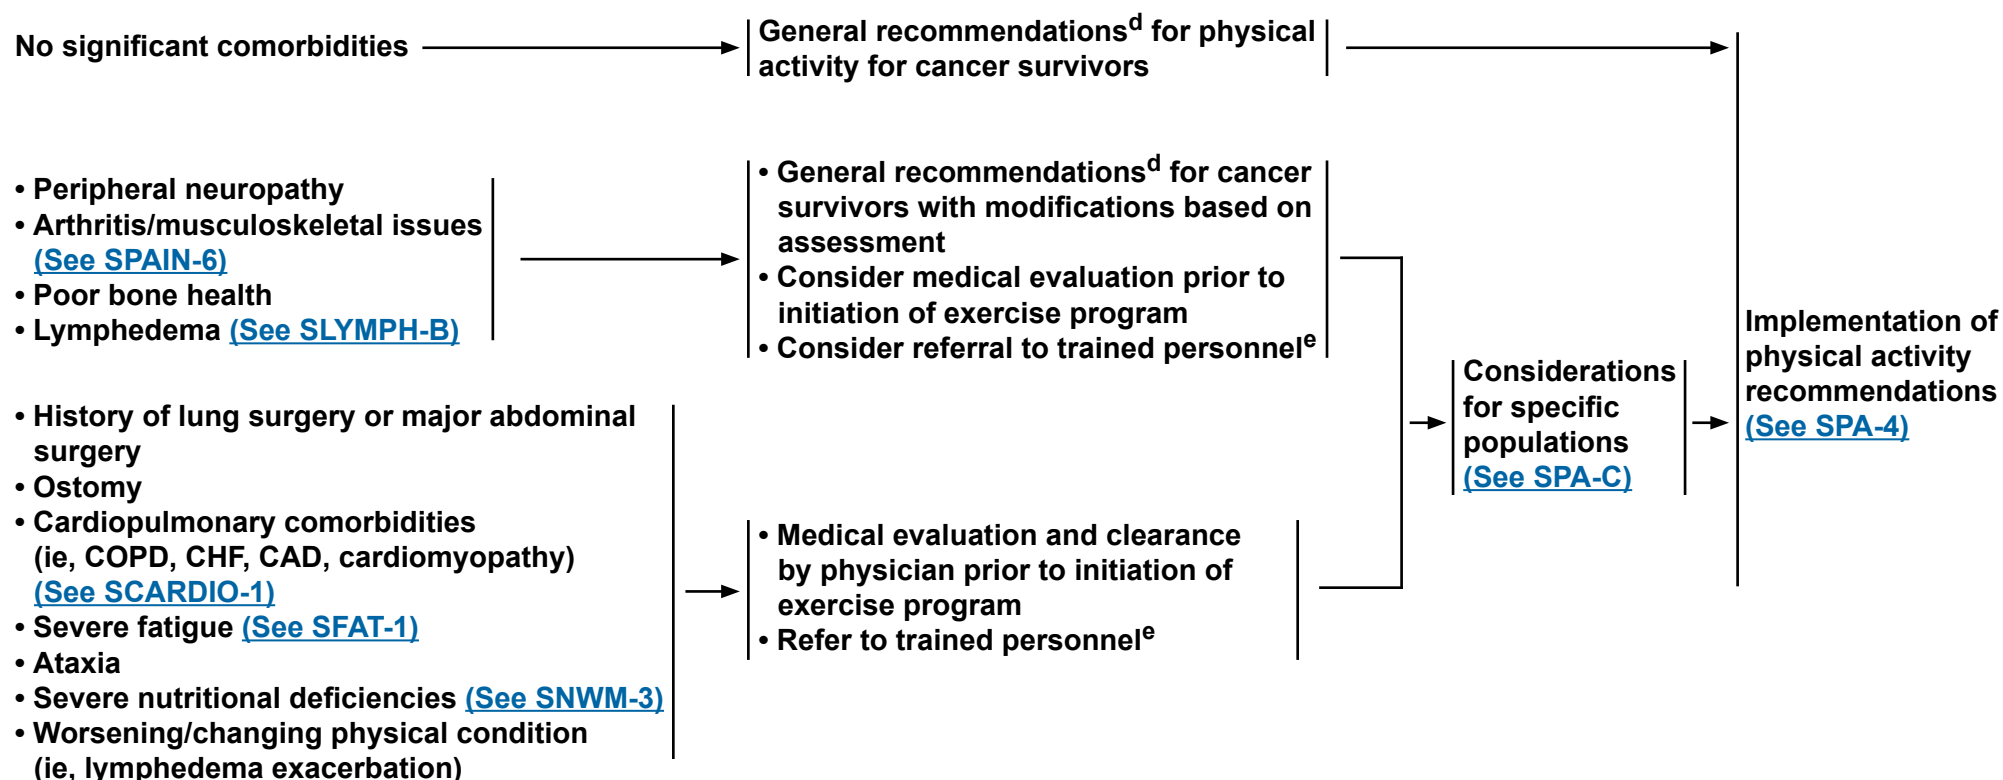 No significant comorbidities
General recommendationsd for physical
activity for cancer survivors
• Peripheral neuropathy
• Arthritis/musculoskeletal issues
(See SPAIN-6)
• Poor bone health
• Lymphedema (See SLYMPH-B)
• General recommendationsd for cancer
survivors with modifications based on
assessment
• Consider medical evaluation prior to
initiation of exercise program
• Consider referral to trained personnele
• History of lung surgery or major abdominal
surgery
• Ostomy
• Cardiopulmonary comorbidities
(ie, COPD, CHF, CAD, cardiomyopathy)
(See SCARDIO-1)
• Severe fatigue (See SFAT-1)
• Ataxia
• Severe nutritional deficiencies (See SNWM-3)
• Worsening/changing physical condition
(ie, lymphedema exacerbation)
• Medical evaluation and clearance
by physician prior to initiation of
exercise program
• Refer to trained personnele
Considerations
for specific
populations
(See SPA-C)
Implementation of
physical activity
recommendations
(See SPA-4)